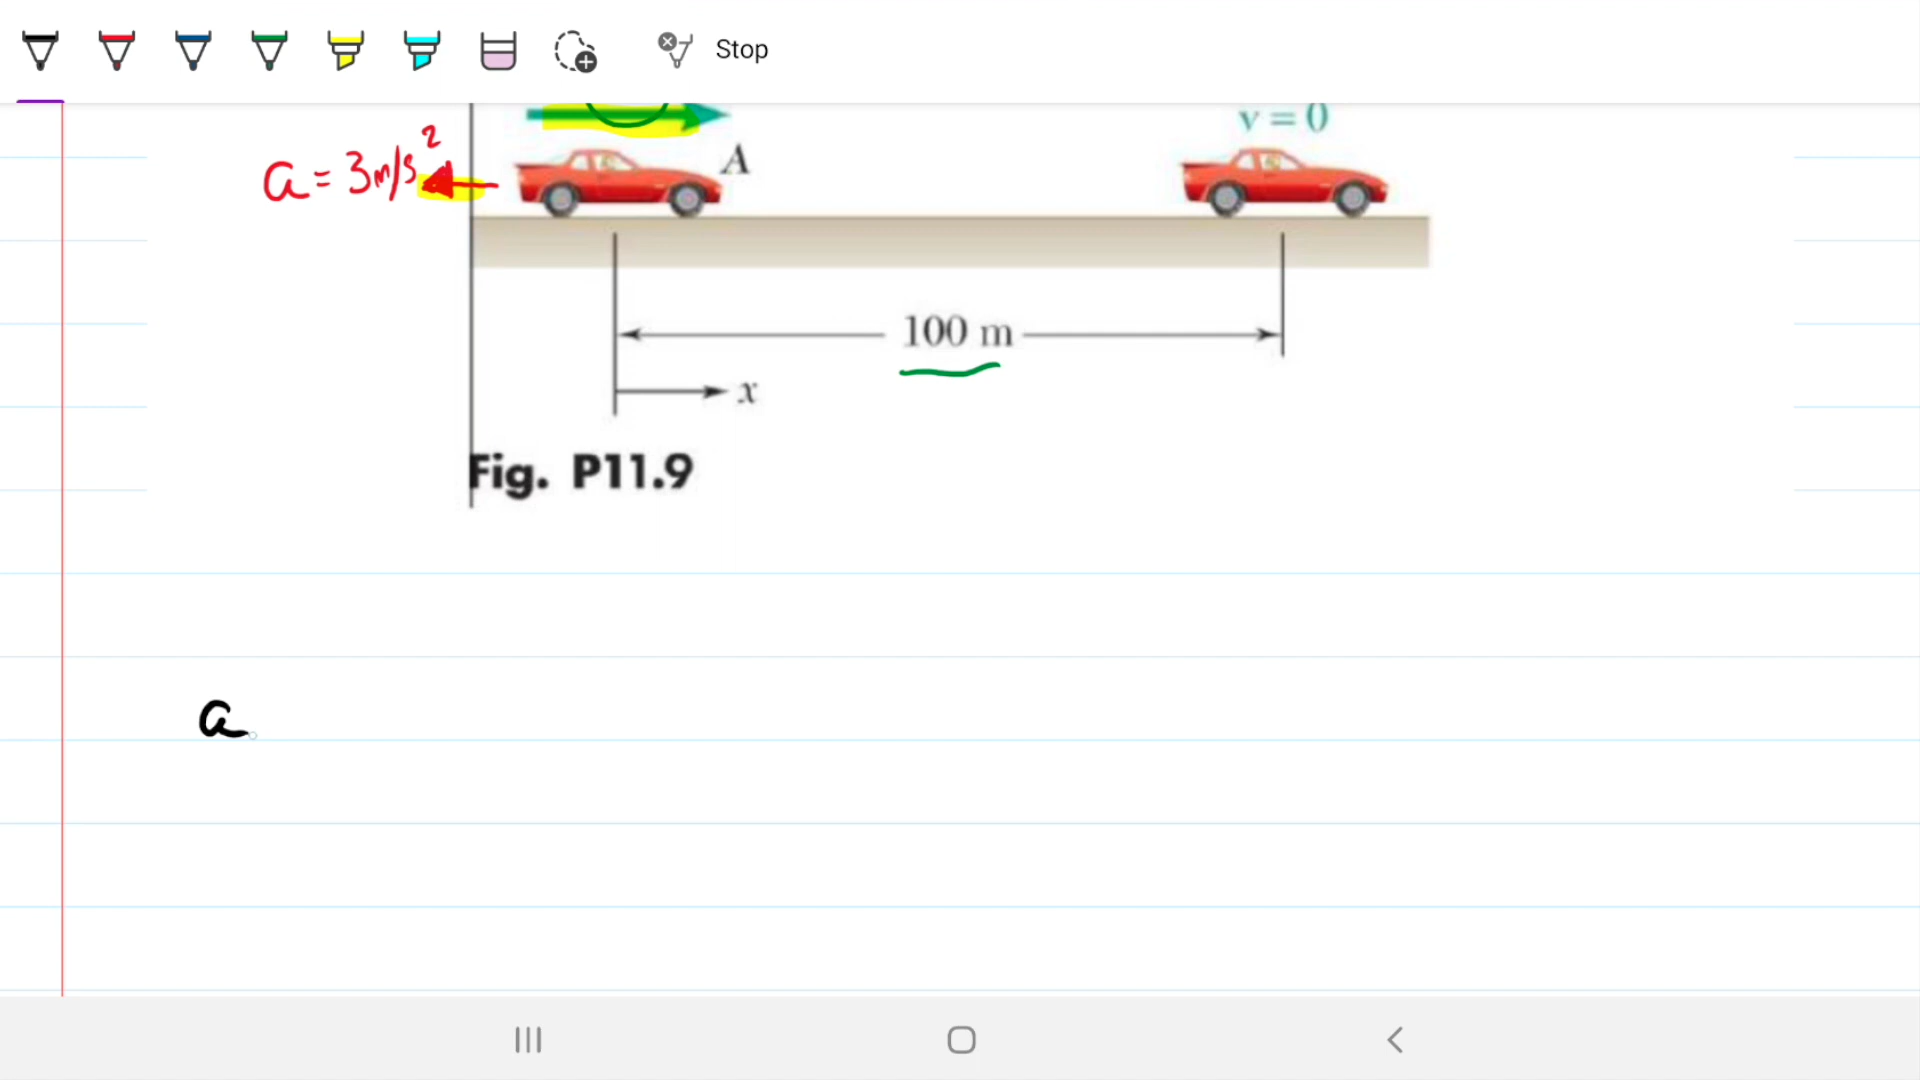 Stop
v = 0
a = 3m/s²
A
100 m
x
Fig. P11.9
a